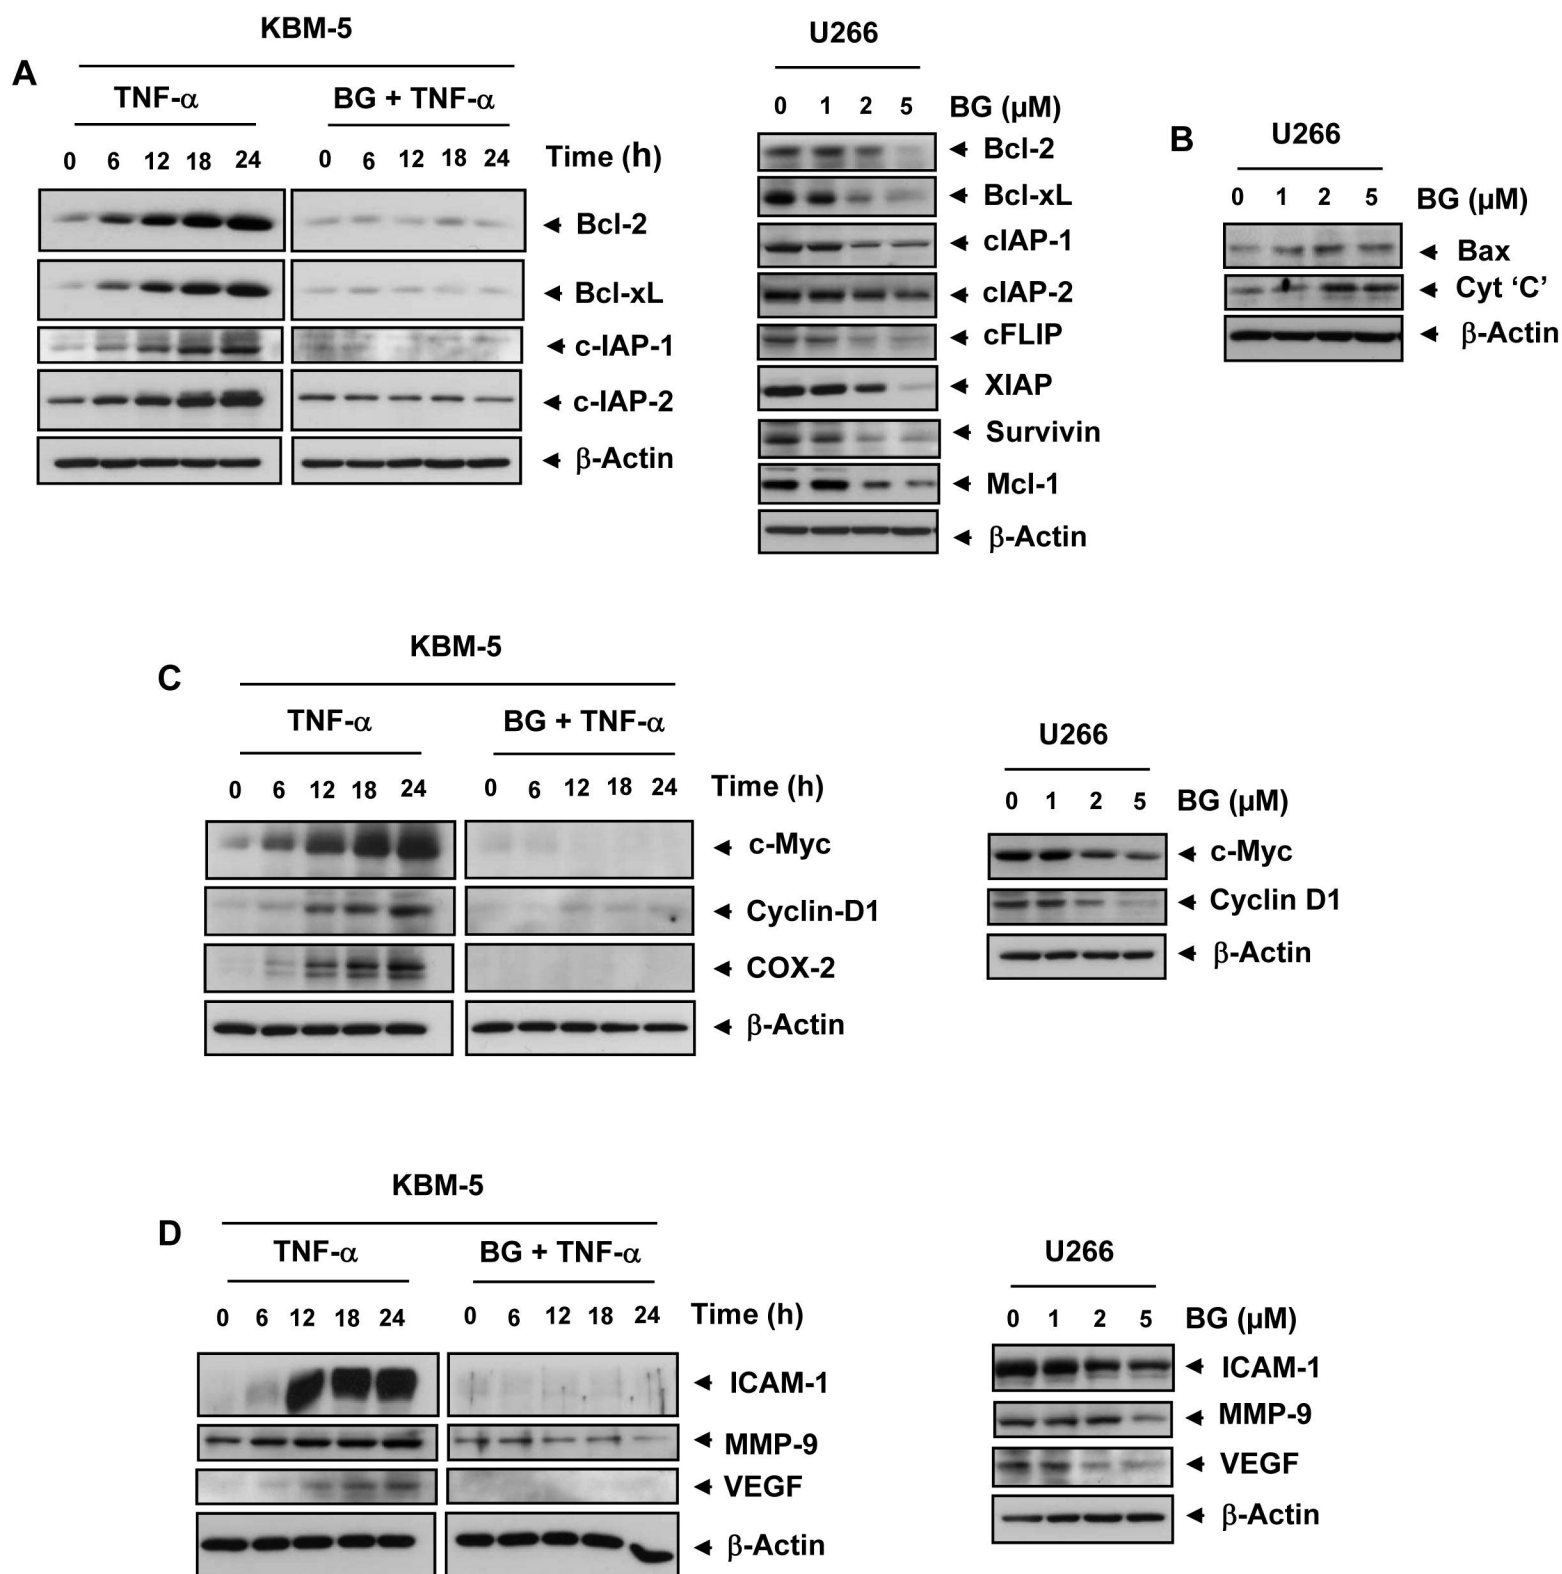 A
KBM-5
TNF-α BG + TNF-α
0 6 12 18 24 0 6 12 18 24 Time (h)
Bcl-2
Bcl-xL
c-IAP-1
c-IAP-2
β-Actin
U266
0 1 2 5 BG (µM)
Bcl-2
Bcl-xL
cIAP-1
cIAP-2
cFLIP
XIAP
Survivin
Mcl-1
β-Actin
B
U266
0 1 2 5 BG (µM)
Bax
Cyt ‘C’
β-Actin
C
KBM-5
TNF-α BG + TNF-α
0 6 12 18 24 0 6 12 18 24 Time (h)
c-Myc
Cyclin-D1
COX-2
β-Actin
U266
0 1 2 5 BG (µM)
c-Myc
Cyclin D1
β-Actin
D
KBM-5
TNF-α BG + TNF-α
0 6 12 18 24 0 6 12 18 24 Time (h)
ICAM-1
MMP-9
VEGF
β-Actin
U266
0 1 2 5 BG (µM)
ICAM-1
MMP-9
VEGF
β-Actin